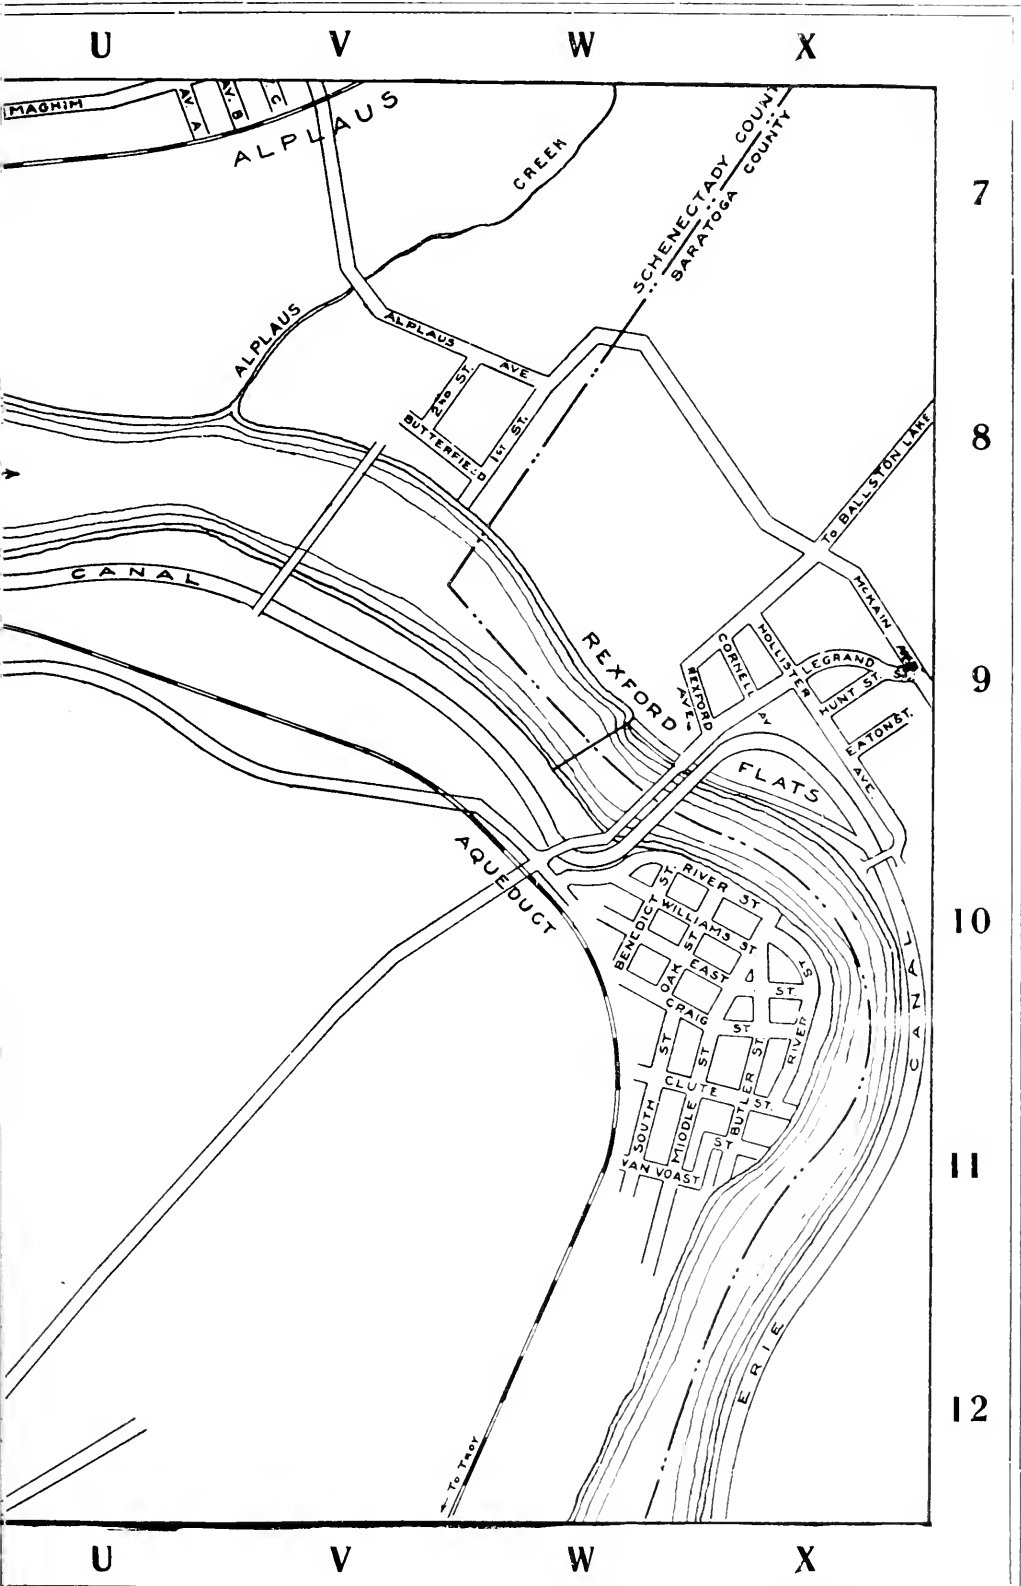 U V W X
MAGHIM
AV. A
AV. B
C
ALPLAUS
CREEK
SCHENECTADY COUNT
SARATOGA COUNTY
7
ALPLAUS
ALPLAUS AVE
2ND ST.
1ST ST.
BUTTERFIELD
8
TO BALLSTON LAKE
CANAL
MCKAIN
REXFORD
CORNELL AV
HOLLISTER AVE.
LEGRAND
HUNT ST.
EATON ST.
REXFORD AVE.
9
FLATS
AQUEDUCT
RIVER ST
BENEDICT ST.
WILLIAMS ST
OAK ST
EAST ST.
CRAIG ST
RIVER ST
10
CANAL
SOUTH ST
MIDDLE ST
BUTLER ST.
CLUTE ST.
VAN VOAST ST
11
ERIE
12
TO TROY
U V W X